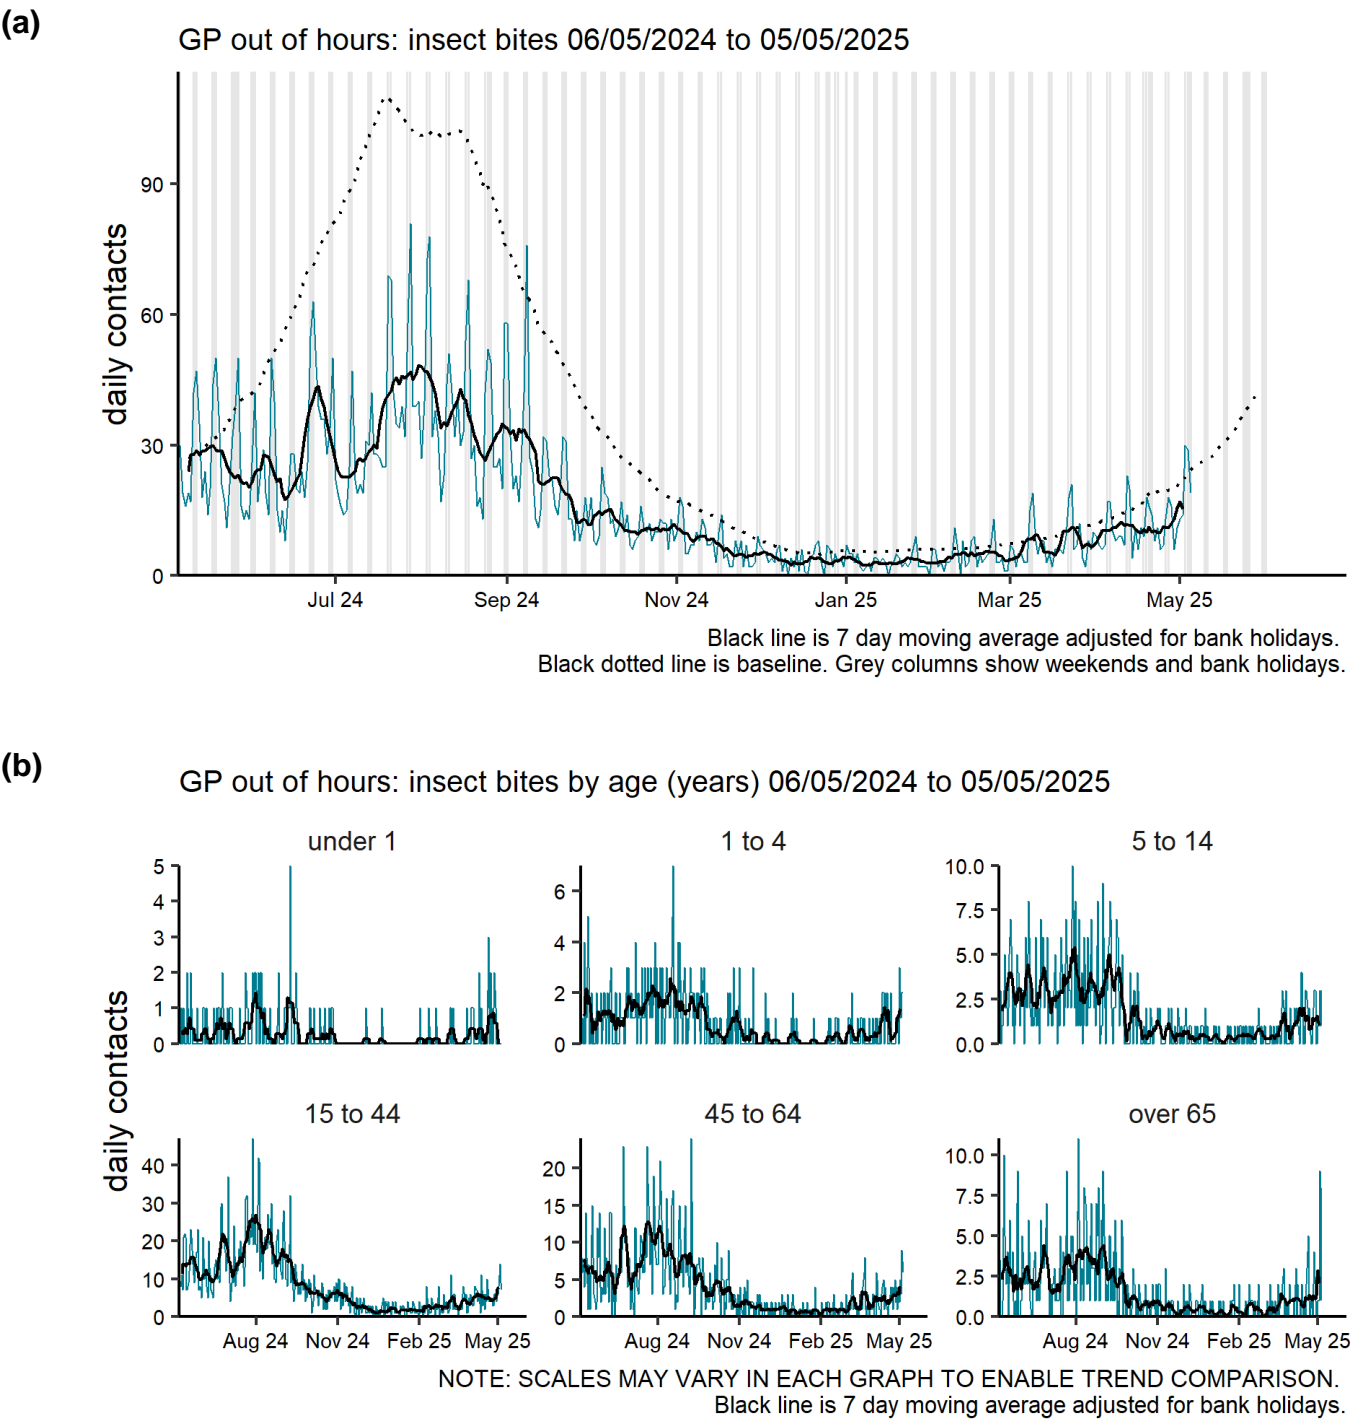 (a)
GP out of hours: insect bites 06/05/2024 to 05/05/2025
daily contacts
90
60
30
0
Jul 24 Sep 24 Nov 24 Jan 25 Mar 25 May 25
Black line is 7 day moving average adjusted for bank holidays.
Black dotted line is baseline. Grey columns show weekends and bank holidays.
(b)
GP out of hours: insect bites by age (years) 06/05/2024 to 05/05/2025
daily contacts
under 1
5
4
3
2
1
0
1 to 4
6
4
2
0
5 to 14
10.0
7.5
5.0
2.5
0.0
15 to 44
40
30
20
10
0
Aug 24 Nov 24 Feb 25 May 25
45 to 64
20
15
10
5
0
Aug 24 Nov 24 Feb 25 May 25
over 65
10.0
7.5
5.0
2.5
0.0
Aug 24 Nov 24 Feb 25 May 25
NOTE: SCALES MAY VARY IN EACH GRAPH TO ENABLE TREND COMPARISON.
Black line is 7 day moving average adjusted for bank holidays.